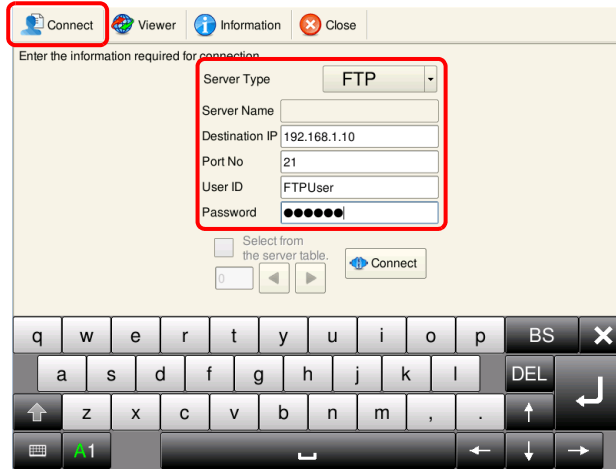 Connect Viewer Information Close
Enter the information required for connection
Server Type FTP
Server Name
Destination IP 192.168.1.10
Port No 21
User ID FTPUser
Password ●●●●●●
Select from
the server table.
0 Connect
q w e r t y u i o p BS
a s d f g h j k l DEL
z x c v b n m , .
A1